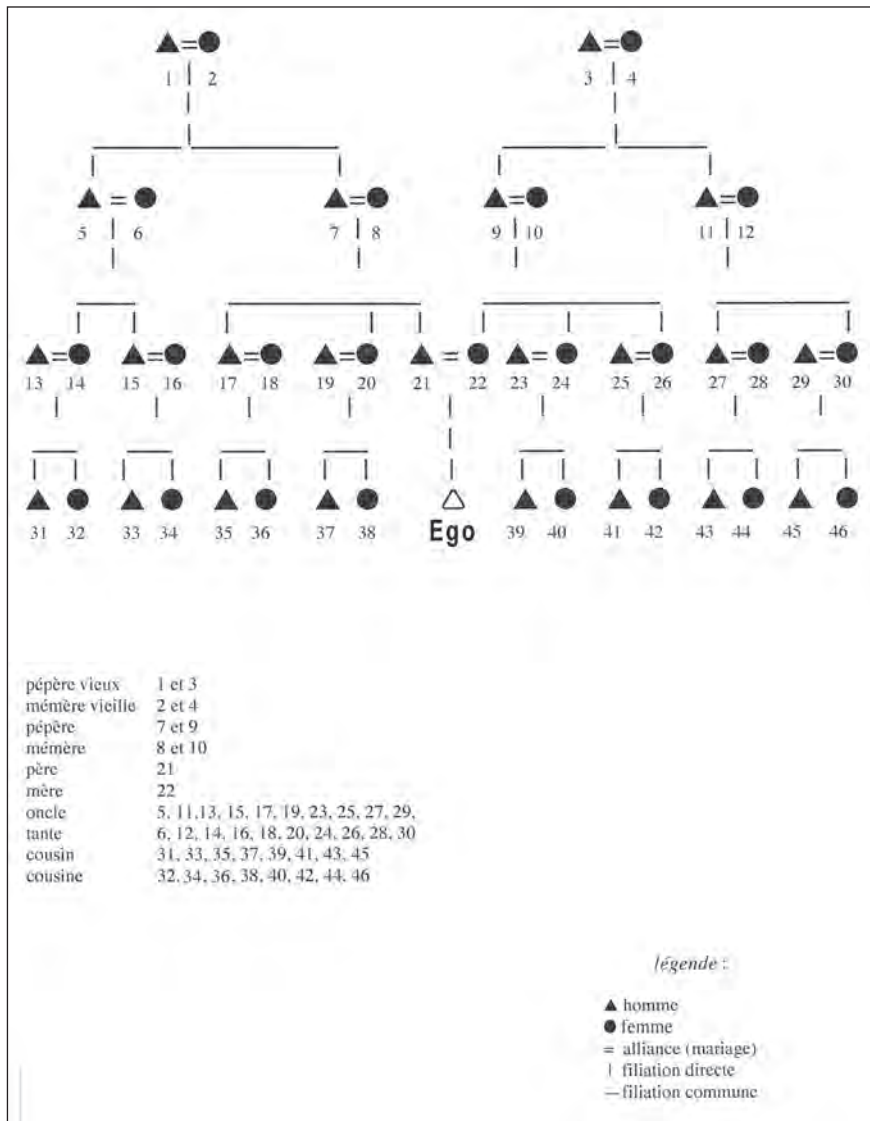 1 2 3 4
5 6 7 8 9 10 11 12
13 14 15 16 17 18 19 20 21 22 23 24 25 26 27 28 29 30
31 32 33 34 35 36 37 38 Ego 39 40 41 42 43 44 45 46
pépère vieux 1 et 3
mémère vieille 2 et 4
pépère 7 et 9
mémère 8 et 10
père 21
mère 22
oncle 5, 11,13, 15, 17, 19, 23, 25, 27, 29,
tante 6, 12, 14, 16, 18, 20, 24, 26, 28, 30
cousin 31, 33, 35, 37, 39, 41, 43, 45
cousine 32, 34, 36, 38, 40, 42, 44, 46
légende :
homme
femme
= alliance (mariage)
| filiation directe
— filiation commune